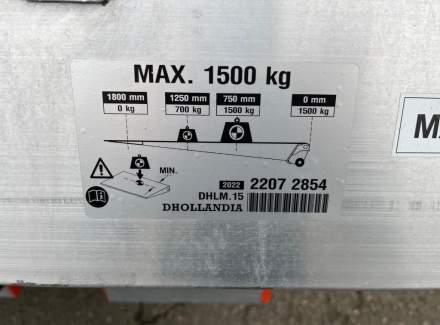 MAX. 1500 kg
1800 mm 1250 mm 750 mm 0 mm
0 kg 700 kg 1500 kg 1500 kg
MIN.
2022 2207 2854
DHLM.15
DHOLLANDIA